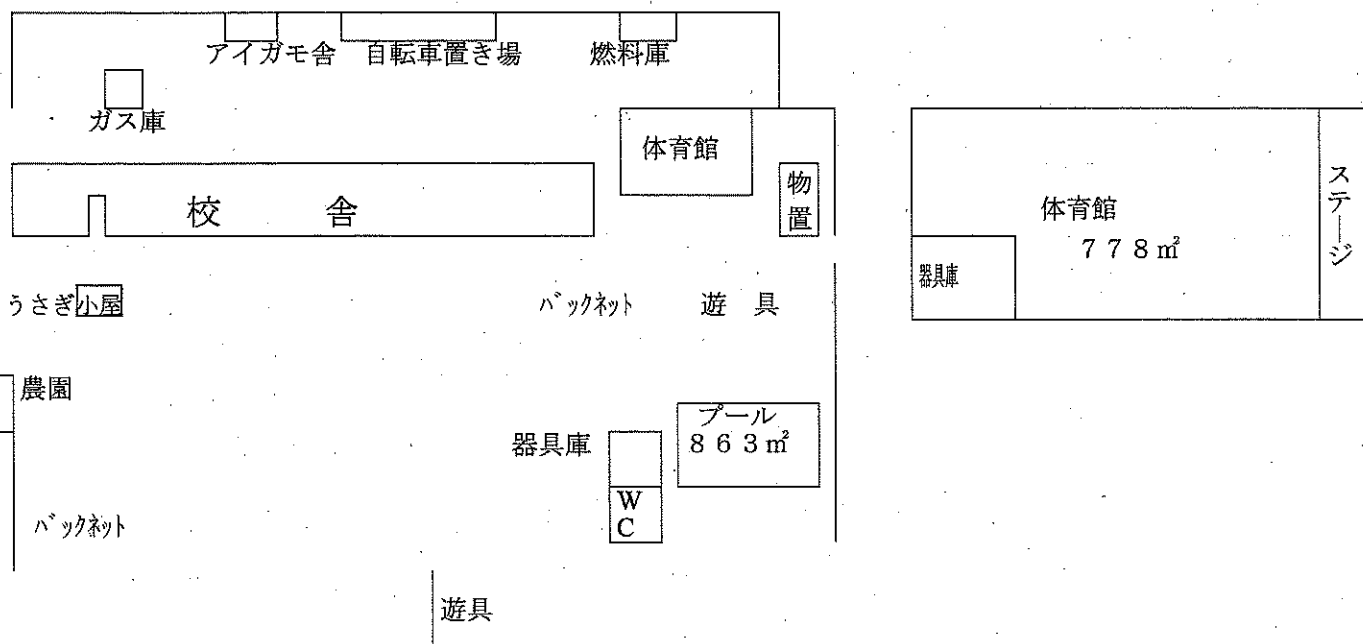 アイガモ舎 自転車置き場 燃料庫
ガス庫
体育館
物置
校舎
うさぎ小屋
バックネット 遊具
農園
プール
８６３㎡
器具庫
WC
バックネット
遊具
体育館
７７８㎡
器具庫
ステージ